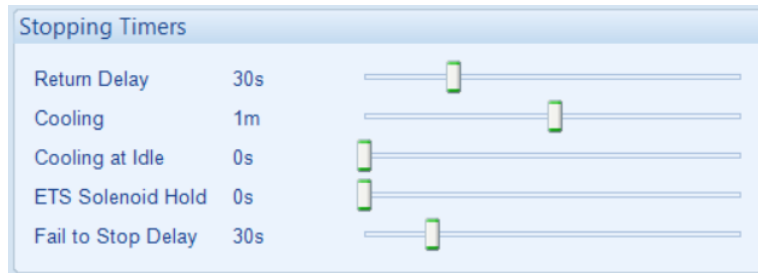 Stopping Timers
Return Delay 30s
Cooling 1m
Cooling at Idle 0s
ETS Solenoid Hold 0s
Fail to Stop Delay 30s